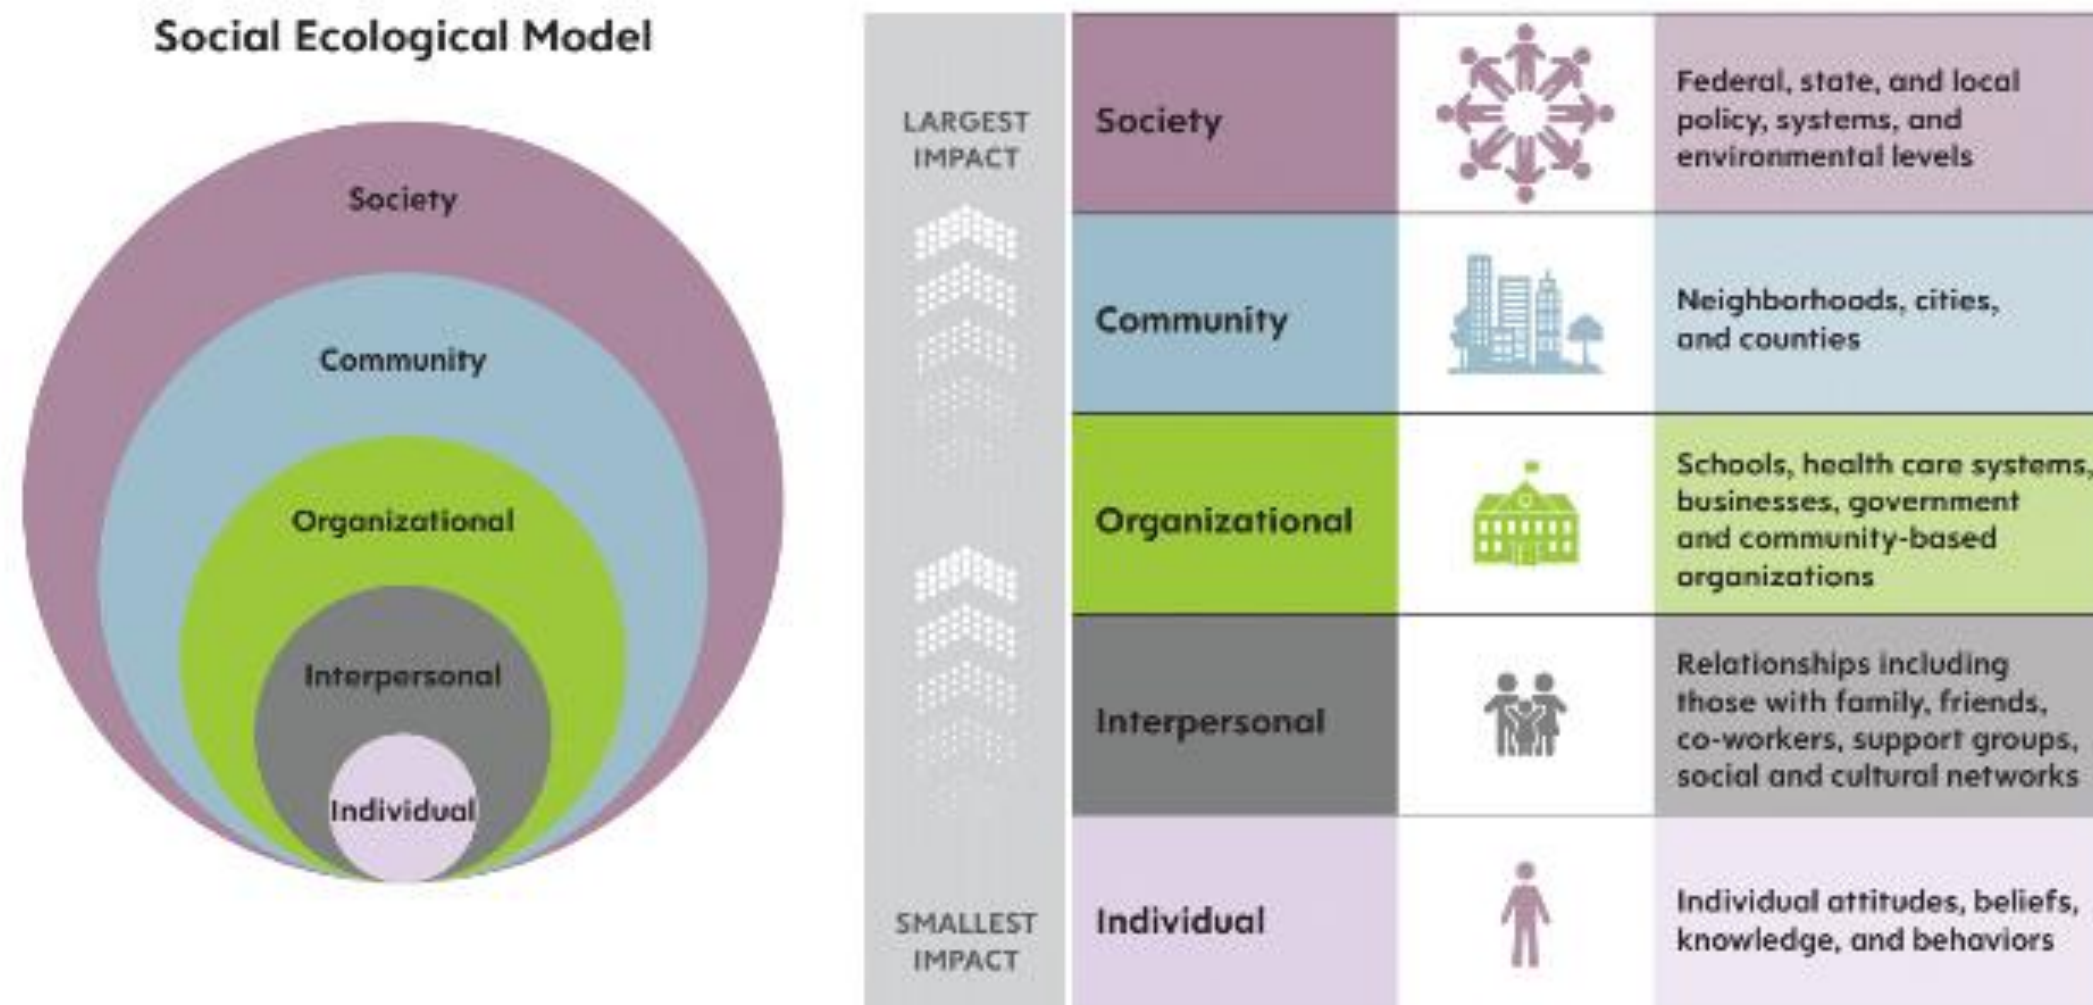 Social Ecological Model
Society
Community
Organizational
Interpersonal
Individual
LARGEST
IMPACT
SMALLEST
IMPACT
Society
Federal, state, and local
policy, systems, and
environmental levels
Community
Neighborhoods, cities,
and counties
Organizational
Schools, health care systems,
businesses, government
and community-based
organizations
Interpersonal
Relationships including
those with family, friends,
co-workers, support groups,
social and cultural networks
Individual
Individual attitudes, beliefs,
knowledge, and behaviors